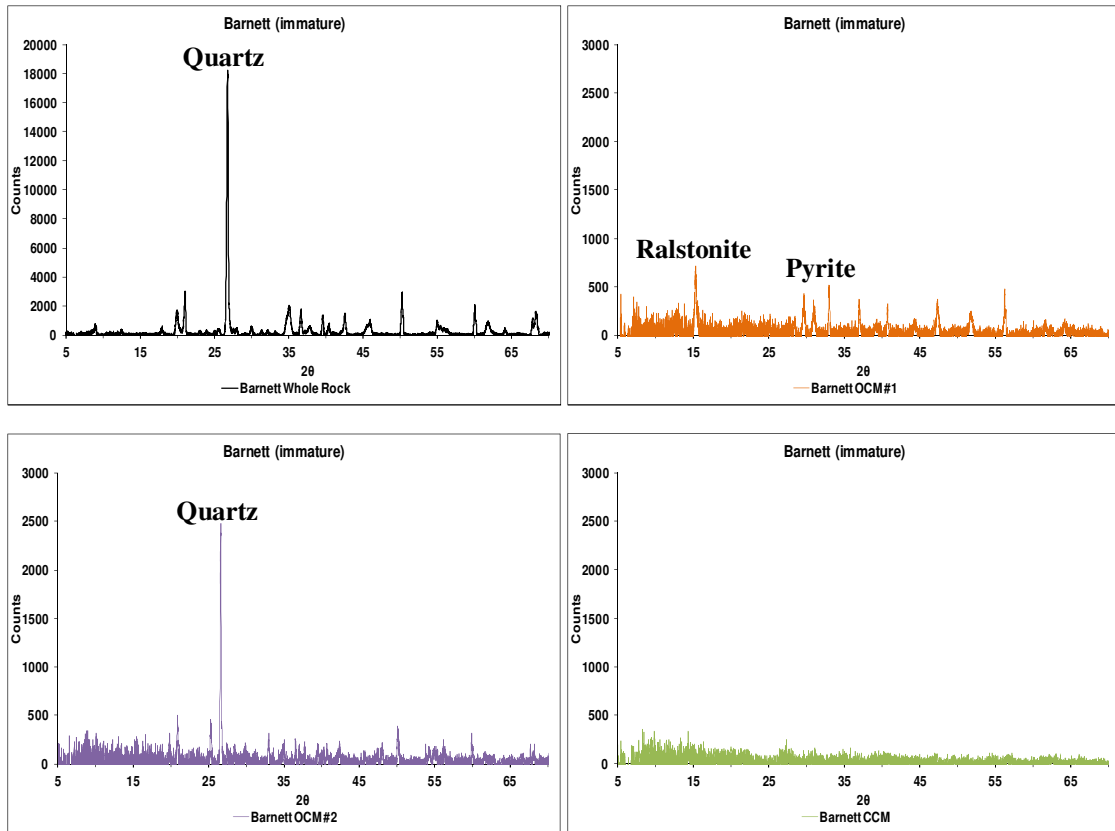 Barnett (immature)
Quartz
20000
18000
16000
14000
12000
10000
8000
6000
4000
2000
0
Counts
5 15 25 35 45 55 65
2θ
Barnett Whole Rock
Barnett (immature)
3000
2500
2000
1500
1000
500
0
Counts
Ralstonite
Pyrite
5 15 25 35 45 55 65
2θ
Barnett OCM#1
Barnett (immature)
3000
2500
2000
1500
1000
500
0
Counts
Quartz
5 15 25 35 45 55 65
2θ
Barnett OCM#2
Barnett (immature)
3000
2500
2000
1500
1000
500
0
Counts
5 15 25 35 45 55 65
2θ
Barnett CCM